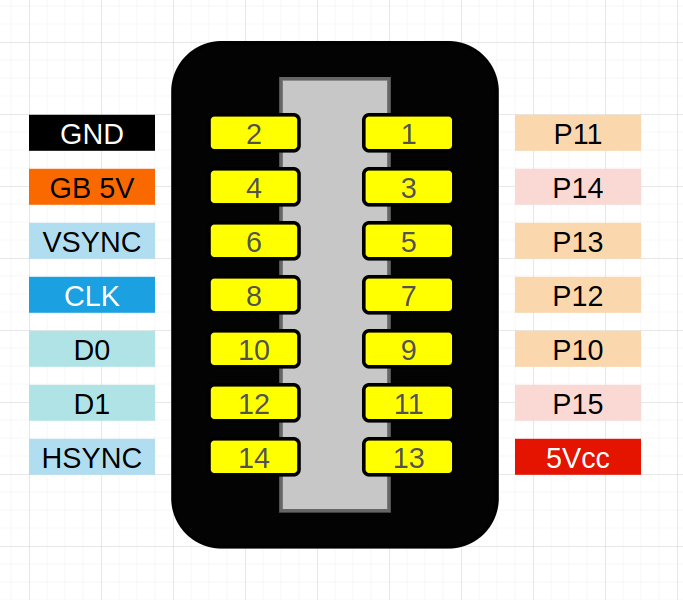 GND 2 1 P11
GB 5V 4 3 P14
VSYNC 6 5 P13
CLK 8 7 P12
D0 10 9 P10
D1 12 11 P15
HSYNC 14 13 5Vcc